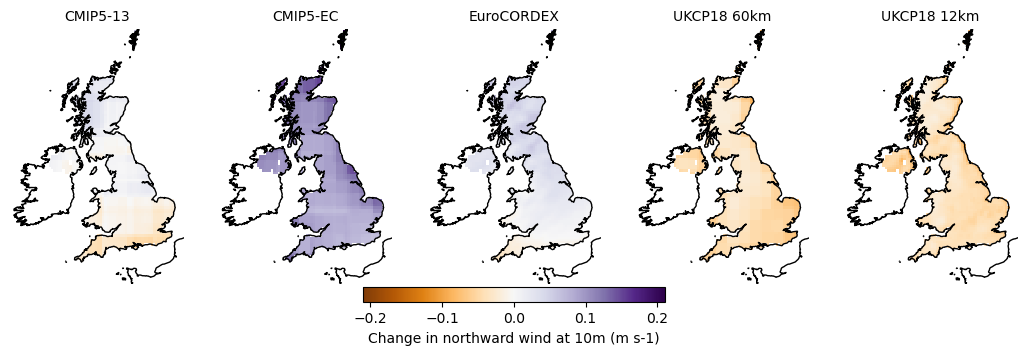 CMIP5-13
CMIP5-EC
EuroCORDEX
UKCP18 60km
UKCP18 12km
−0.2
−0.1
0.0
0.1
0.2
Change in northward wind at 10m (m s-1)